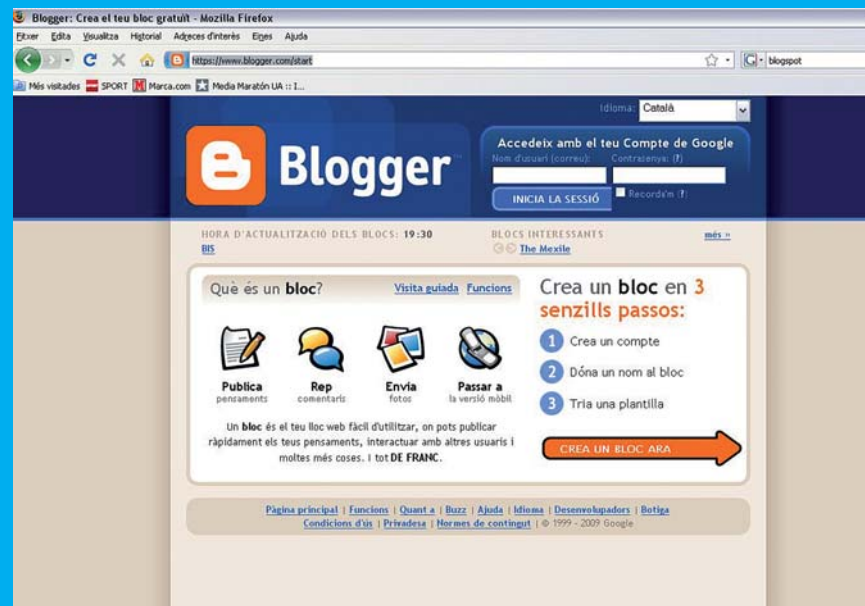 Blogger: Crea el teu bloc gratuït - Mozilla Firefox
Fitxer Edita Visualitza Historial Adreces d'interès Eines Ajuda
https://www.blogger.com/start
blogspot
Més visitades SPORT Marca.com Media Maratón UA :: I...
Idioma: Català
Blogger™
Accedeix amb el teu Compte de Google
Nom d'usuari (correu): Contrasenya: (?)
INICIA LA SESSIÓ Recorda'm (?)
HORA D'ACTUALITZACIÓ DELS BLOCS: 19:30
BIS
BLOCS INTERESSANTS més »
The Mexile
Què és un bloc? Visita guiada Funcions
Publica
pensaments
Rep
comentaris
Envia
fotos
Passar a
la versió mòbil
Un bloc és el teu lloc web fàcil d'utilitzar, on pots publicar
ràpidament els teus pensaments, interactuar amb altres usuaris i
moltes més coses. I tot DE FRANC.
Crea un bloc en 3
senzills passos:
1 Crea un compte
2 Dóna un nom al bloc
3 Tria una plantilla
CREA UN BLOC ARA
Pàgina principal | Funcions | Quant a | Buzz | Ajuda | Idioma | Desenvolupadors | Botiga
Condicions d'ús | Privadesa | Normes de contingut | © 1999 - 2009 Google